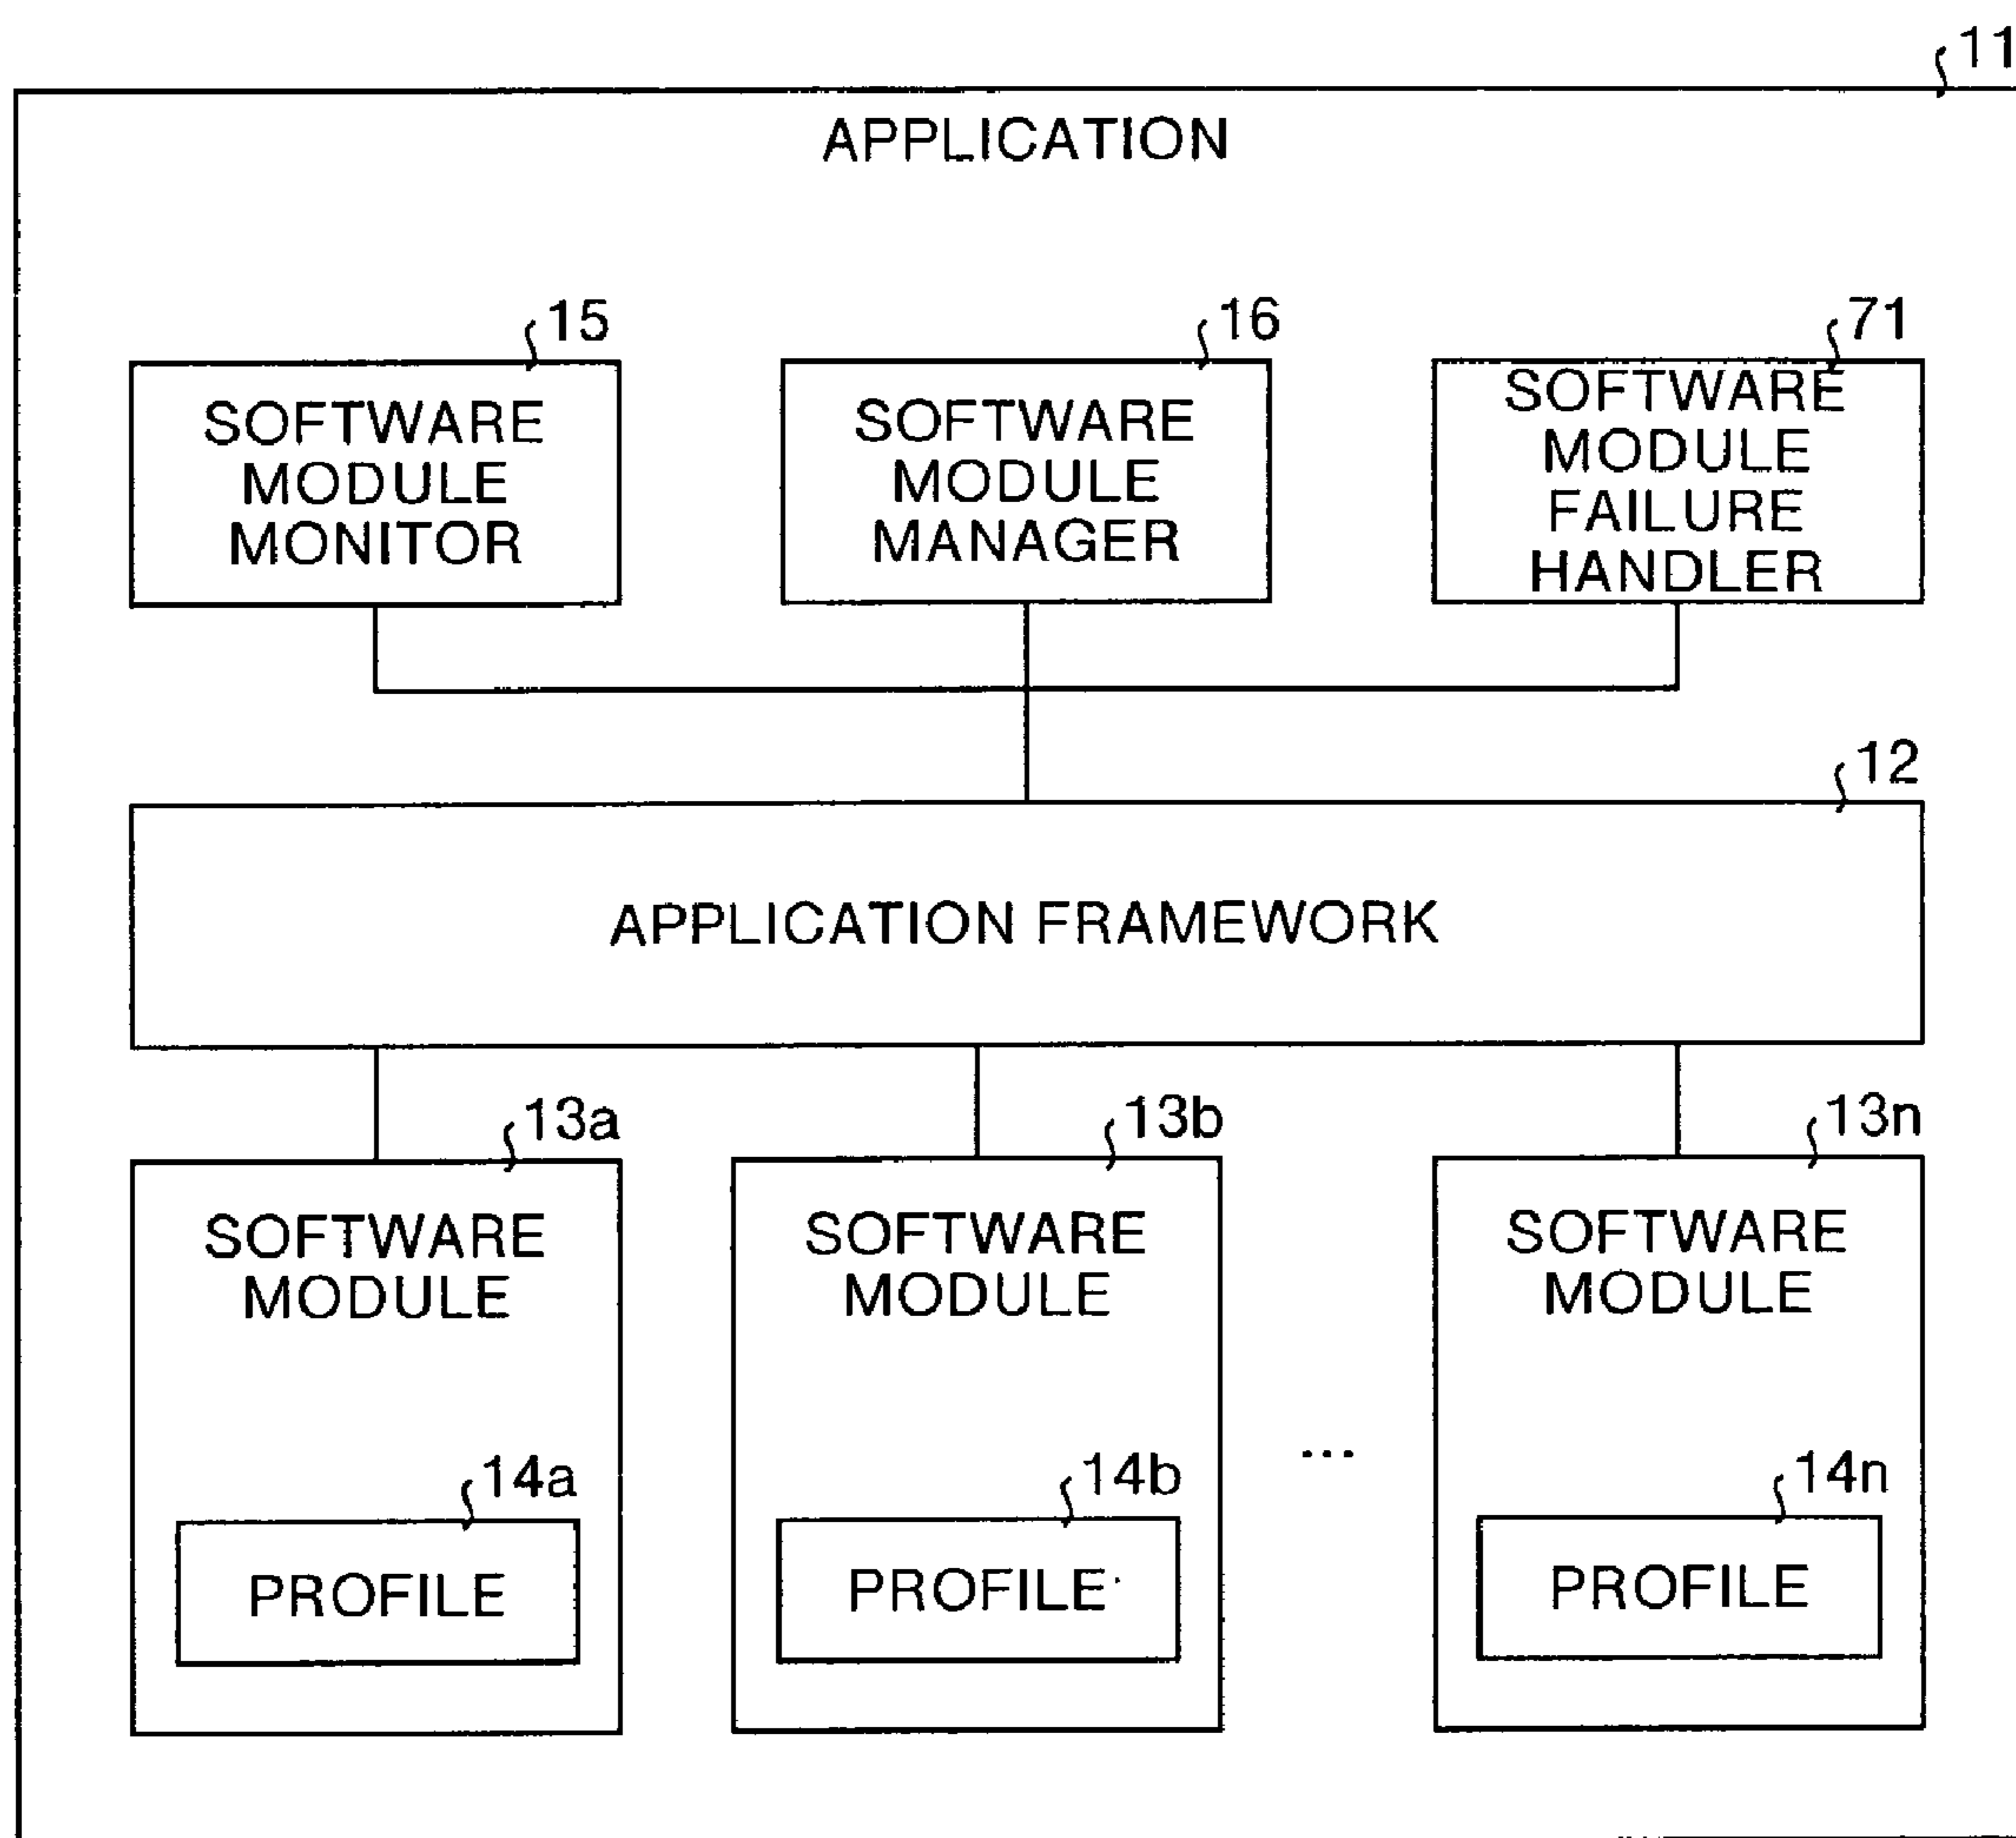 11
APPLICATION
15
16
71
SOFTWARE
MODULE
MONITOR
SOFTWARE
MODULE
MANAGER
SOFTWARE
MODULE
FAILURE
HANDLER
12
APPLICATION FRAMEWORK
13a
13b
13n
SOFTWARE
MODULE
SOFTWARE
MODULE
SOFTWARE
MODULE
...
14a
14b
14n
PROFILE
PROFILE
PROFILE